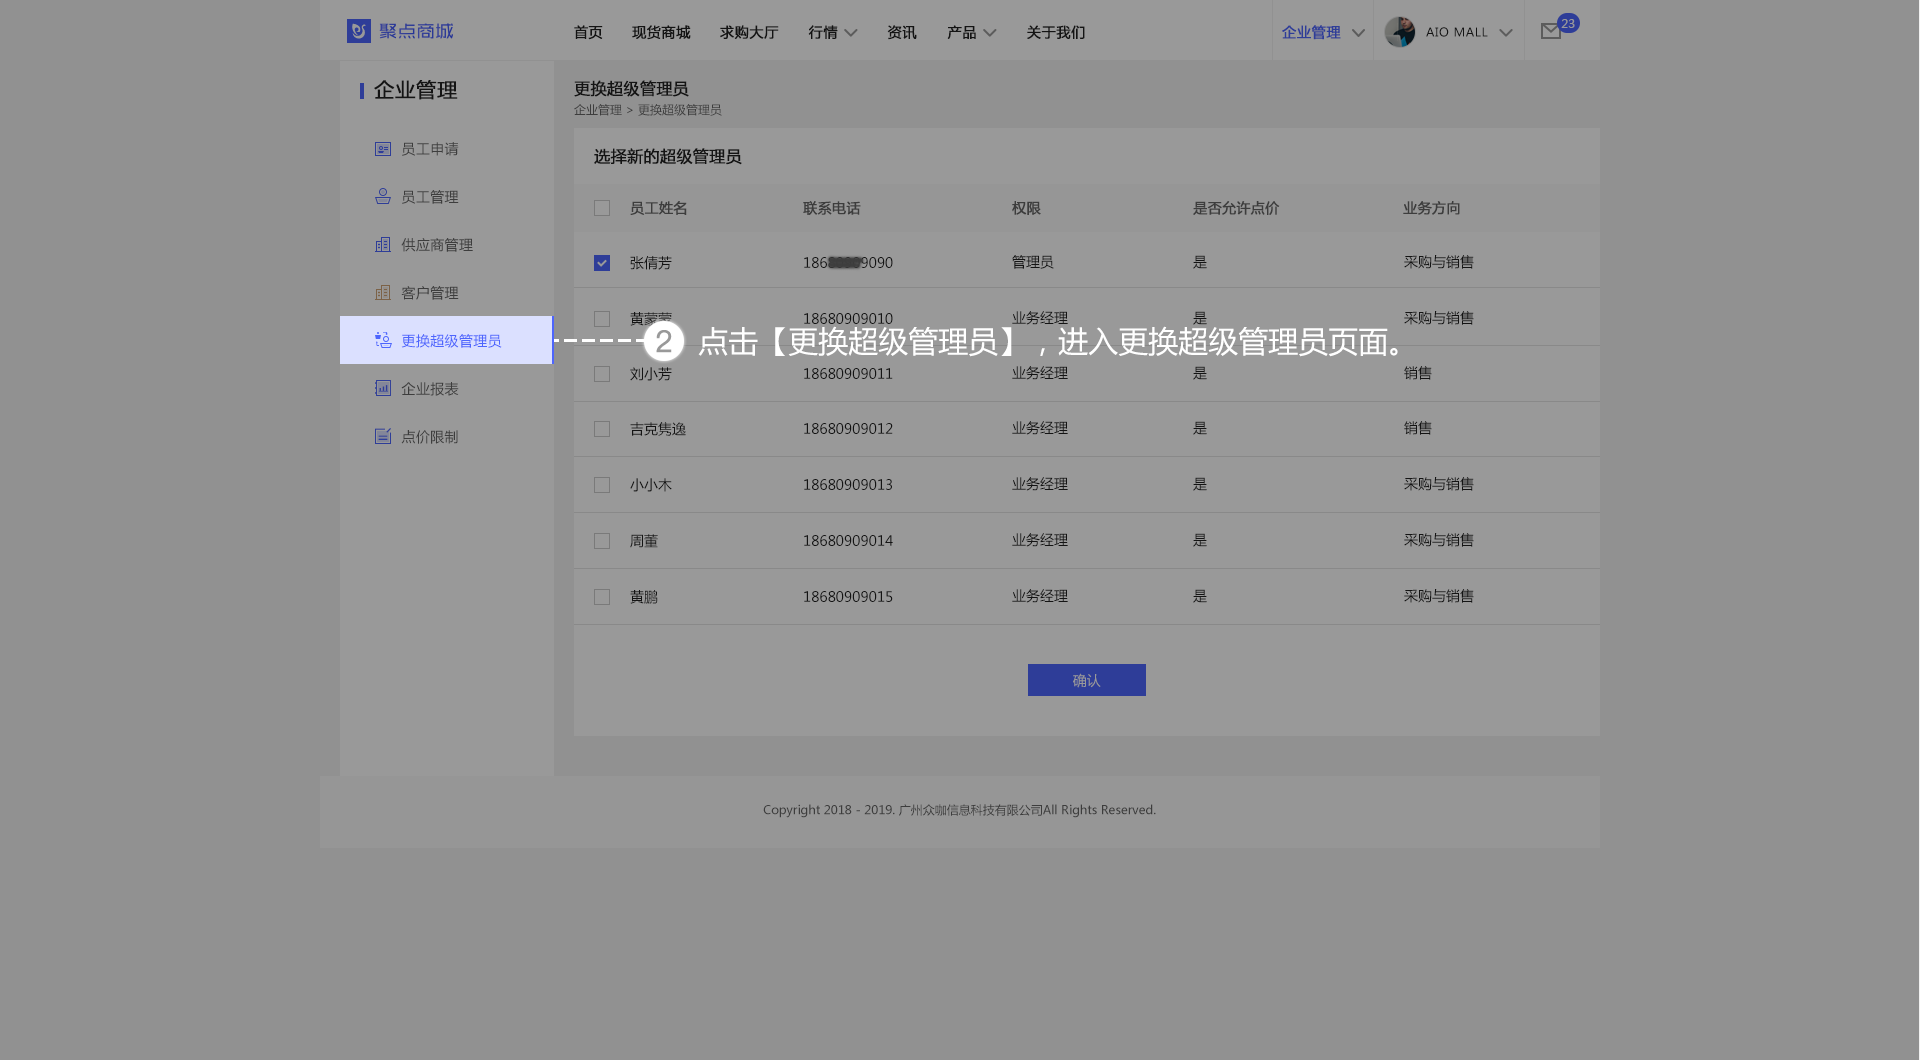 聚点商城 首页 现货商城 求购大厅 行情 资讯 产品 关于我们 企业管理 AIO MALL 23
企业管理
员工申请
员工管理
供应商管理
客户管理
更换超级管理员
企业报表
点价限制
更换超级管理员
企业管理 > 更换超级管理员
选择新的超级管理员
员工姓名 联系电话 权限 是否允许点价 业务方向
张倩芳 186 9090 管理员 是 采购与销售
黄蒙蒙 18680909010 业务经理 是 采购与销售
② 点击【更换超级管理员】，进入更换超级管理员页面。
刘小芳 18680909011 业务经理 是 销售
吉克隽逸 18680909012 业务经理 是 销售
小小木 18680909013 业务经理 是 采购与销售
周董 18680909014 业务经理 是 采购与销售
黄鹏 18680909015 业务经理 是 采购与销售
确认
Copyright 2018 - 2019. 广州众咖信息科技有限公司All Rights Reserved.